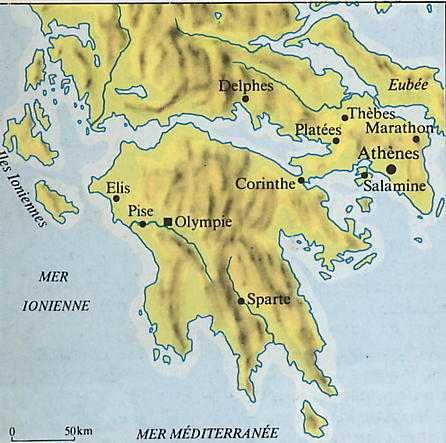 Delphes
Eubée
Thèbes
Platées
Marathon
Athènes
Iles Ioniennes
Elis
Corinthe
Salamine
Pise
Olympie
MER
IONIENNE
Sparte
0 50km
MER MÉDITERRANÉE